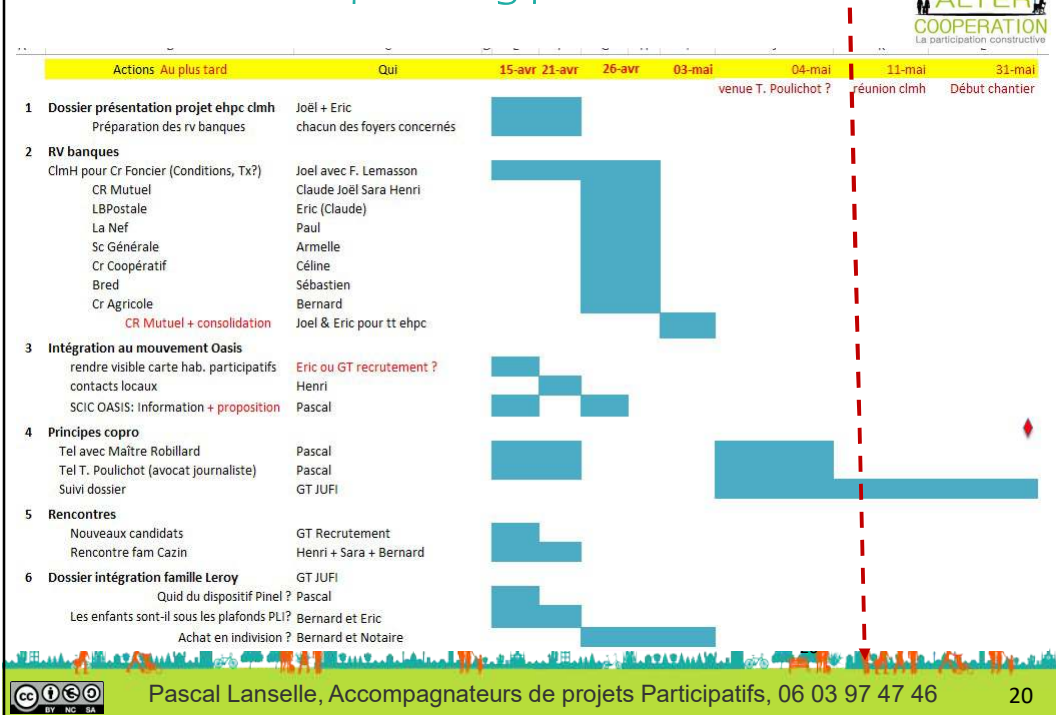 ALTER
COOPERATION
La participation constructive
Actions Au plus tard Qui 15-avr 21-avr 26-avr 03-mai 04-mai 11-mai 31-mai
venue T. Poulichot ? réunion clmh Début chantier
1 Dossier présentation projet ehpc clmh Joël + Eric
Préparation des rv banques chacun des foyers concernés
2 RV banques
ClmH pour Cr Foncier (Conditions, Tx?) Joel avec F. Lemasson
CR Mutuel Claude Joël Sara Henri
LBPostale Eric (Claude)
La Nef Paul
Sc Générale Armelle
Cr Coopératif Céline
Bred Sébastien
Cr Agricole Bernard
CR Mutuel + consolidation Joel & Eric pour tt ehpc
3 Intégration au mouvement Oasis
rendre visible carte hab. participatifs Eric ou GT recrutement ?
contacts locaux Henri
SCIC OASIS: Information + proposition Pascal
4 Principes copro
Tel avec Maître Robillard Pascal
Tel T. Poulichot (avocat journaliste) Pascal
Suivi dossier GT JUFI
5 Rencontres
Nouveaux candidats GT Recrutement
Rencontre fam Cazin Henri + Sara + Bernard
6 Dossier intégration famille Leroy GT JUFI
Quid du dispositif Pinel ? Pascal
Les enfants sont-il sous les plafonds PLI? Bernard et Eric
Achat en indivision ? Bernard et Notaire
cc BY NC SA
Pascal Lanselle, Accompagnateurs de projets Participatifs, 06 03 97 47 46 20